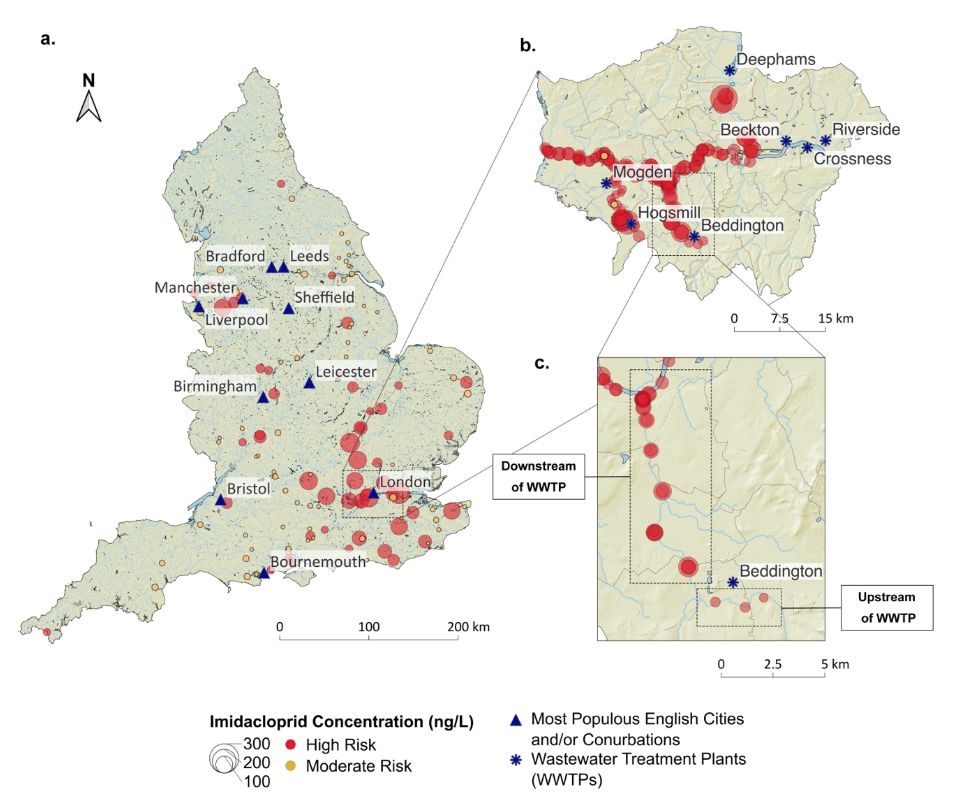 a.
N
Bradford
Leeds
Manchester
Sheffield
Liverpool
Leicester
Birmingham
London
Bristol
Bournemouth
0 100 200 km
b.
Deephams
Beckton
Riverside
Crossness
Mogden
Hogsmill
Beddington
0 7.5 15 km
c.
Downstream
of WWTP
Beddington
Upstream
of WWTP
0 2.5 5 km
Imidacloprid Concentration (ng/L)
300
200
100
High Risk
Moderate Risk
Most Populous English Cities
and/or Conurbations
Wastewater Treatment Plants
(WWTPs)